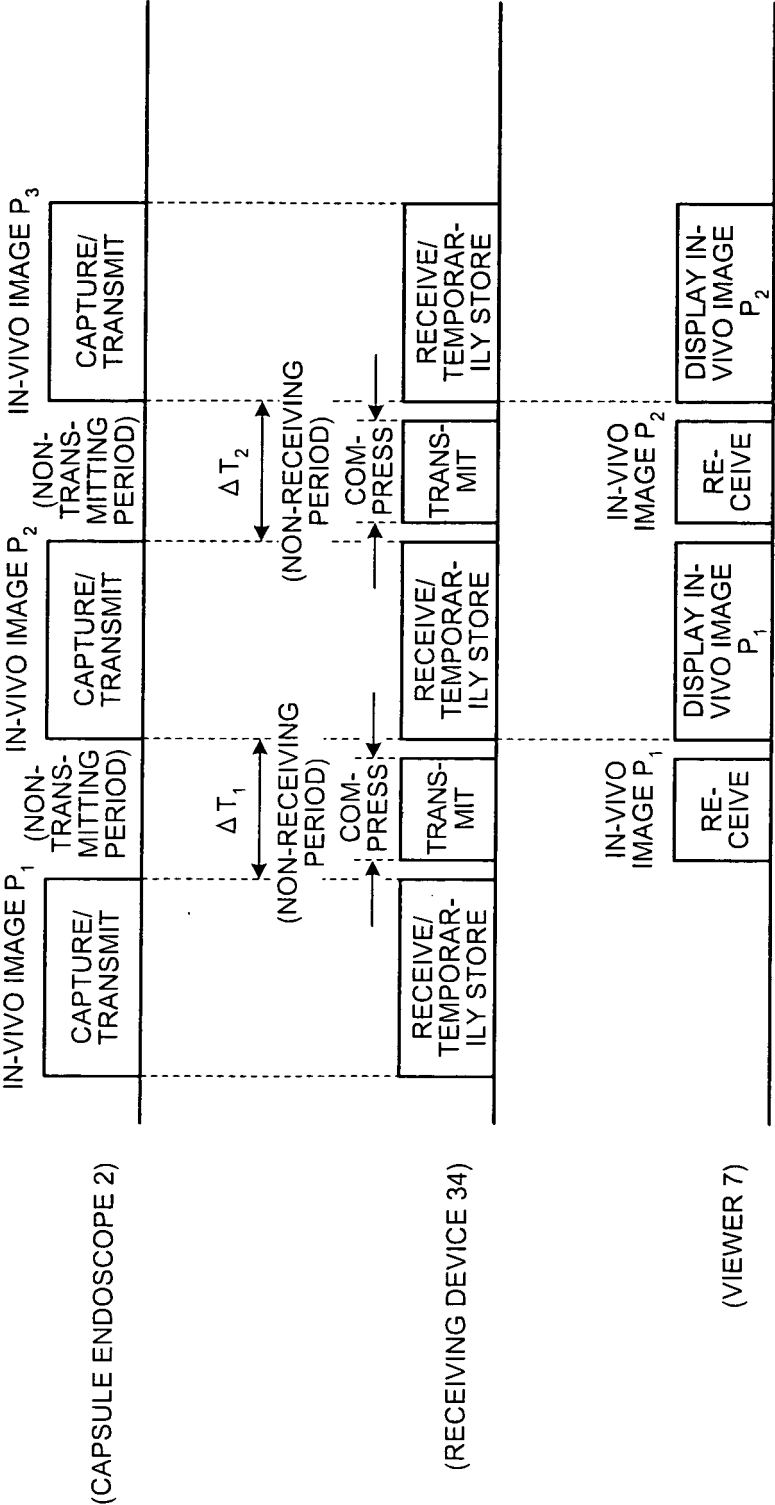 IN-VIVO IMAGE P1
IN-VIVO IMAGE P2
IN-VIVO IMAGE P3
(NON-
TRANS-
MITTING
PERIOD)
(NON-
TRANS-
MITTING
PERIOD)
(CAPSULE ENDOSCOPE 2)
CAPTURE/
TRANSMIT
CAPTURE/
TRANSMIT
CAPTURE/
TRANSMIT
ΔT1
(NON-RECEIVING
PERIOD)
ΔT2
(NON-RECEIVING
PERIOD)
COM-
PRESS
COM-
PRESS
(RECEIVING DEVICE 34)
RECEIVE/
TEMPORAR-
ILY STORE
TRANS-
MIT
RECEIVE/
TEMPORAR-
ILY STORE
TRANS-
MIT
RECEIVE/
TEMPORAR-
ILY STORE
IN-VIVO
IMAGE P1
IN-VIVO
IMAGE P2
(VIEWER 7)
RE-
CEIVE
DISPLAY IN-
VIVO IMAGE
P1
RE-
CEIVE
DISPLAY IN-
VIVO IMAGE
P2